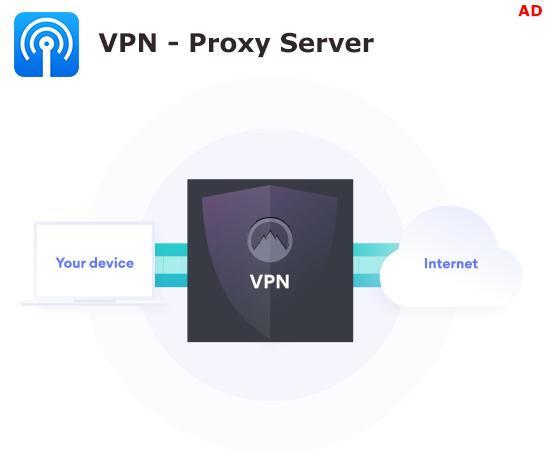 AD
VPN - Proxy Server
Your device
VPN
Internet